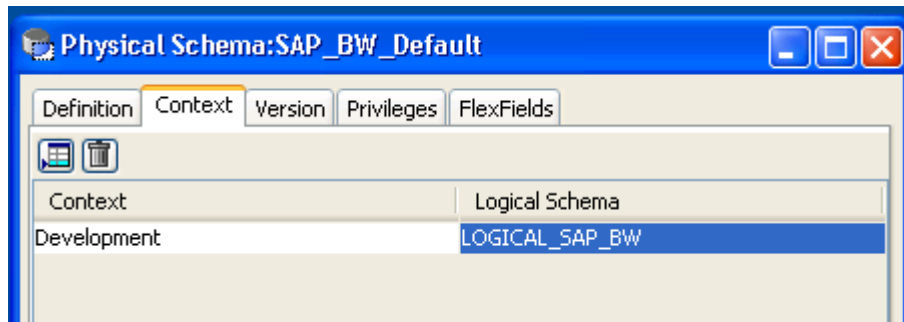 Physical Schema:SAP_BW_Default
Definition Context Version Privileges FlexFields
Context Logical Schema
Development LOGICAL_SAP_BW